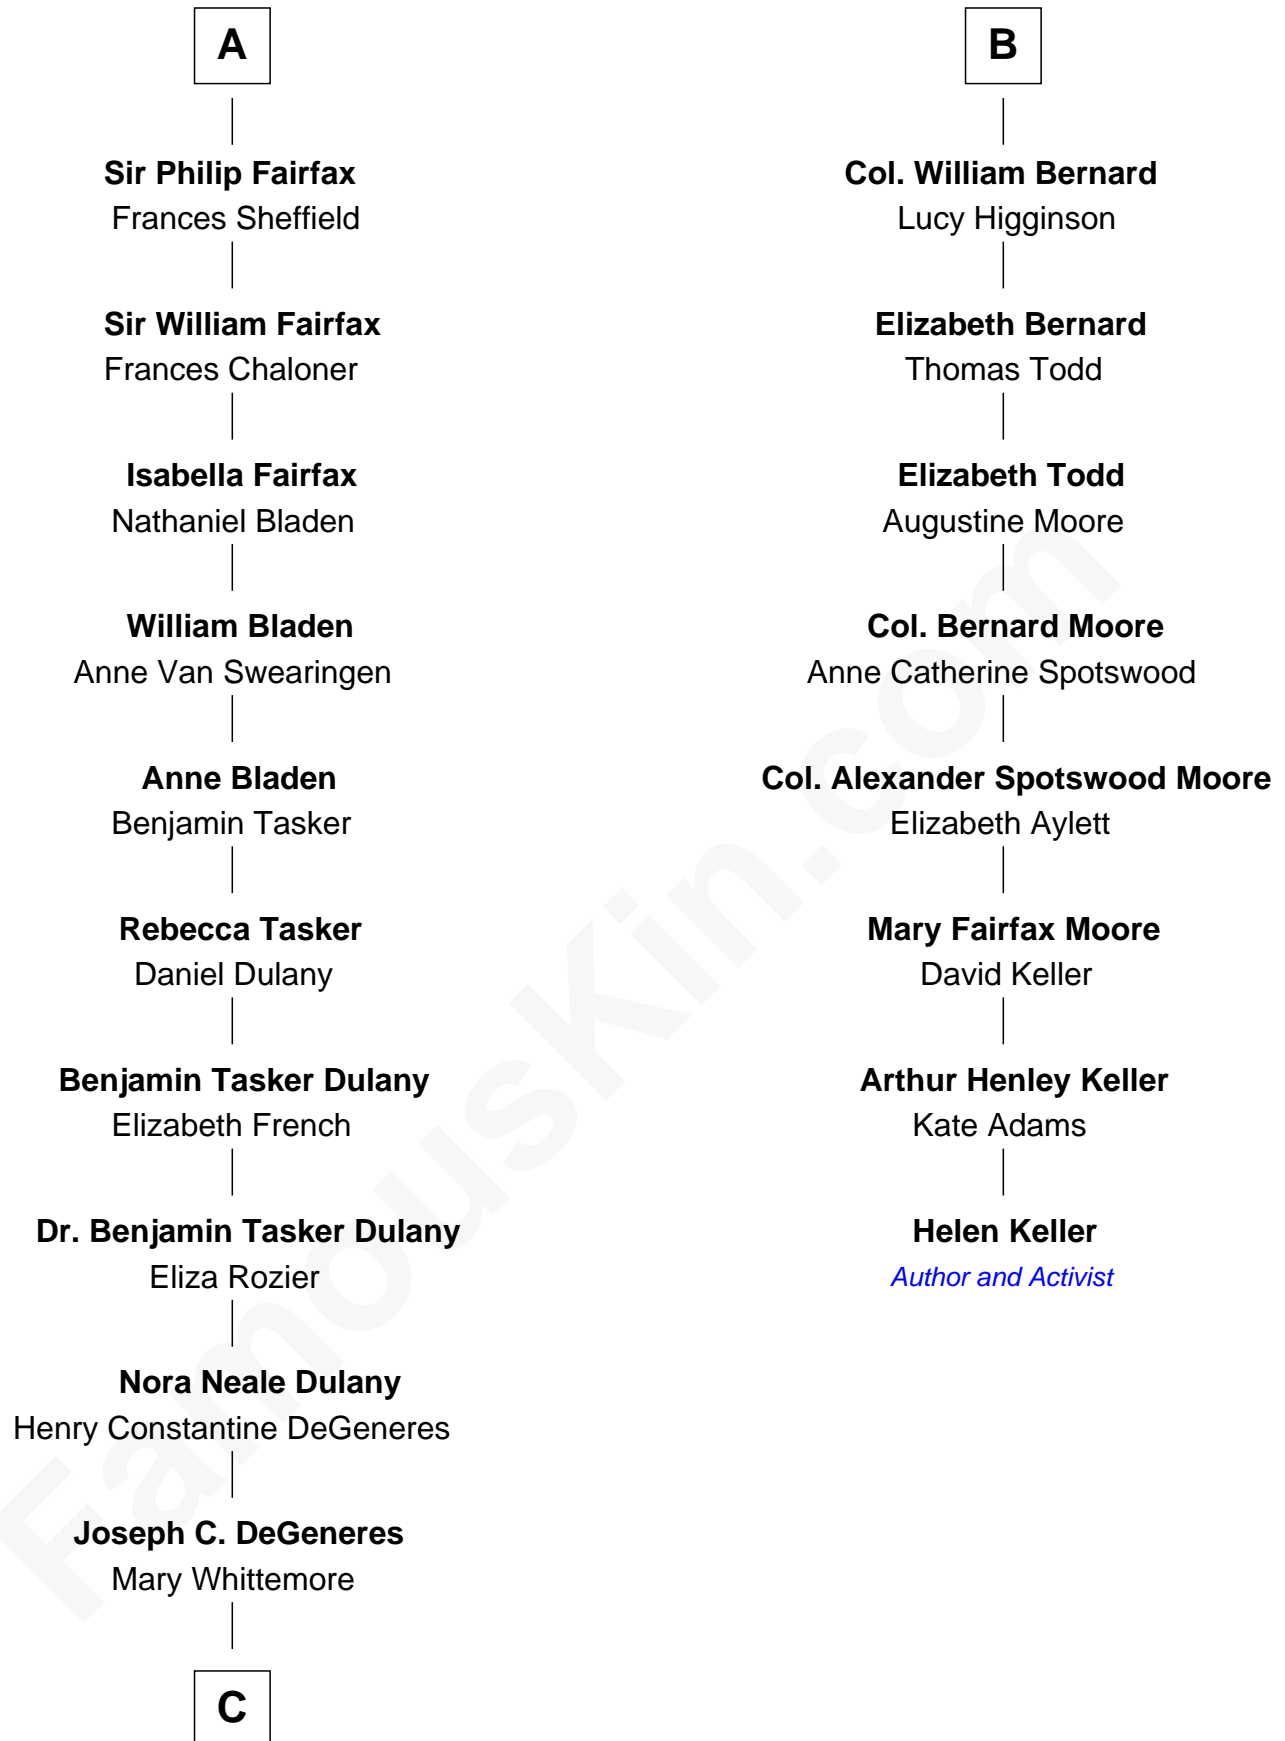 A
Sir Philip Fairfax
Frances Sheffield
Sir William Fairfax
Frances Chaloner
Isabella Fairfax
Nathaniel Bladen
William Bladen
Anne Van Swearingen
Anne Bladen
Benjamin Tasker
Rebecca Tasker
Daniel Dulany
Benjamin Tasker Dulany
Elizabeth French
Dr. Benjamin Tasker Dulany
Eliza Rozier
Nora Neale Dulany
Henry Constantine DeGeneres
Joseph C. DeGeneres
Mary Whittemore
C
B
Col. William Bernard
Lucy Higginson
Elizabeth Bernard
Thomas Todd
Elizabeth Todd
Augustine Moore
Col. Bernard Moore
Anne Catherine Spotswood
Col. Alexander Spotswood Moore
Elizabeth Aylett
Mary Fairfax Moore
David Keller
Arthur Henley Keller
Kate Adams
Helen Keller
Author and Activist
FamousKin.com